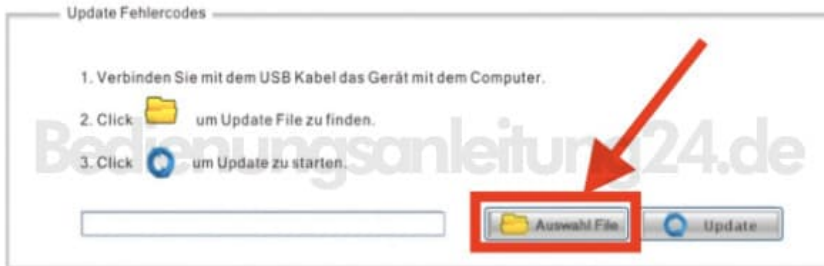 Update Fehlercodes
1. Verbinden Sie mit dem USB Kabel das Gerät mit dem Computer.
2. Click um Update File zu finden.
3. Click um Update zu starten.
Bedienungsanleitung24.de
Auswahl File Update